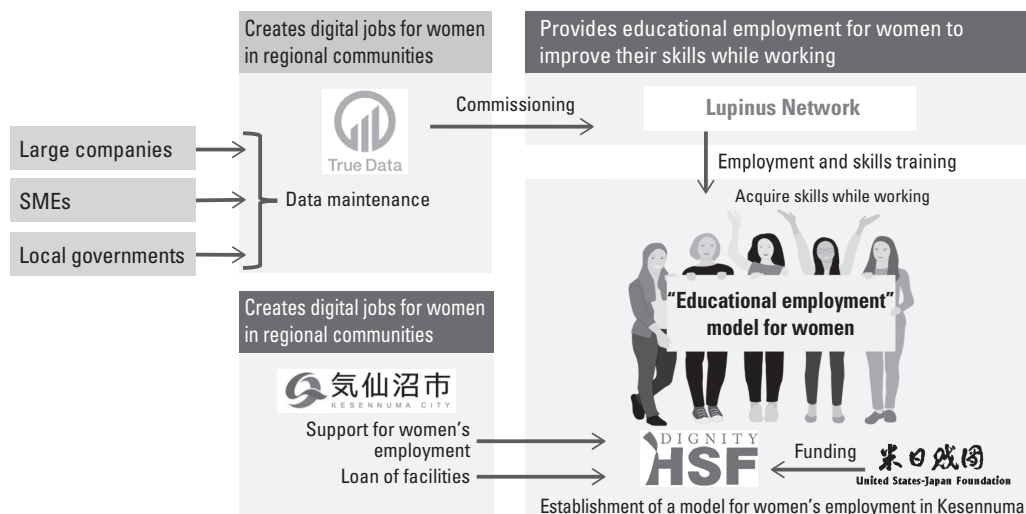 Creates digital jobs for women
in regional communities
Provides educational employment for women to
improve their skills while working
True Data
Commissioning
Lupinus Network
Large companies
SMEs
Local governments
Data maintenance
Employment and skills training
Acquire skills while working
“Educational employment”
model for women
Creates digital jobs for women
in regional communities
気仙沼市
KESENNUMA CITY
Support for women’s
employment
Loan of facilities
DIGNITY
HSF
Funding
米日財団
United States-Japan Foundation
Establishment of a model for women’s employment in Kesennuma